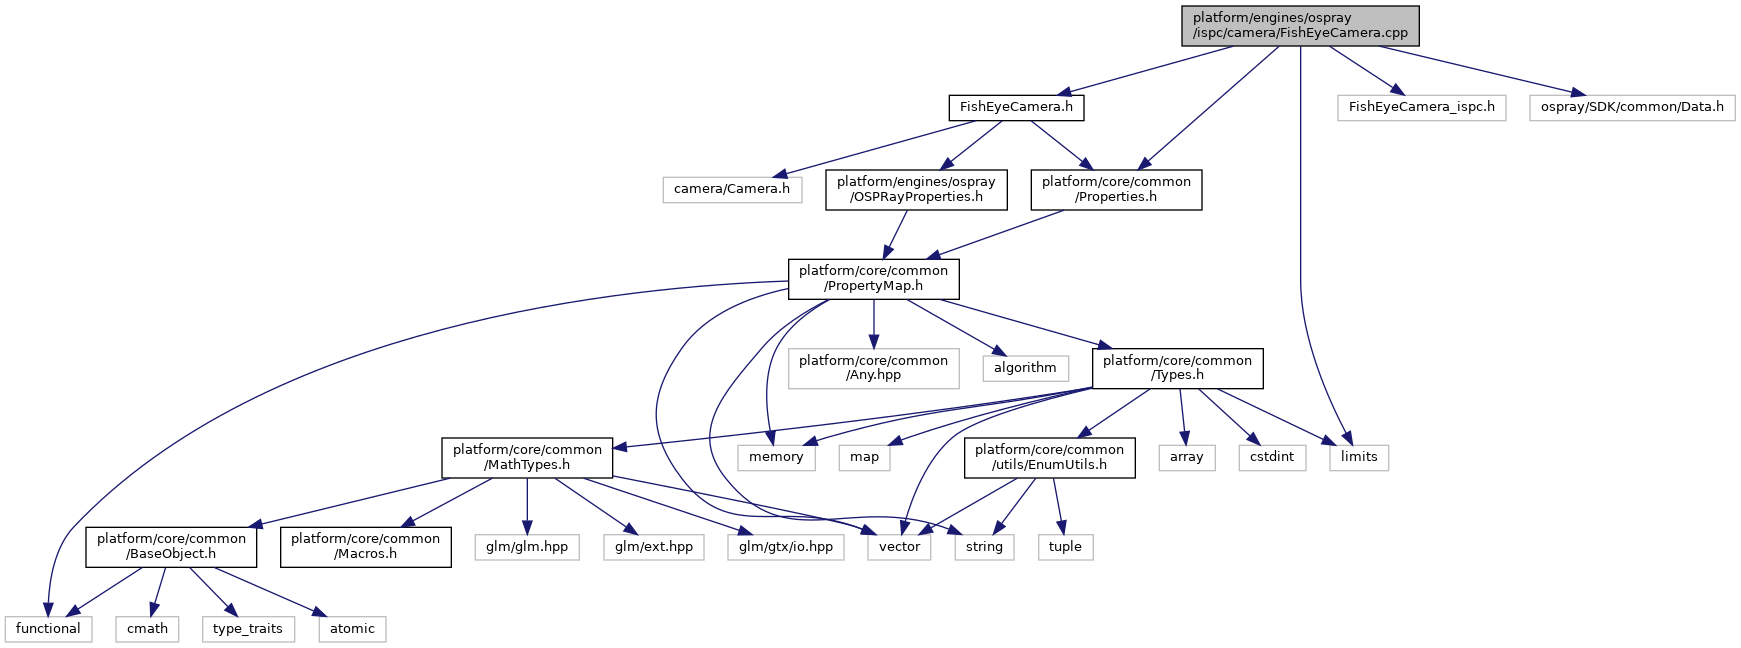 platform/engines/ospray
/ispc/camera/FishEyeCamera.cpp
FishEyeCamera.h
FishEyeCamera_ispc.h
ospray/SDK/common/Data.h
camera/Camera.h
platform/engines/ospray
/OSPRayProperties.h
platform/core/common
/Properties.h
platform/core/common
/PropertyMap.h
platform/core/common
/Any.hpp
algorithm
platform/core/common
/Types.h
platform/core/common
/MathTypes.h
memory
map
platform/core/common
/utils/EnumUtils.h
array
cstdint
limits
platform/core/common
/BaseObject.h
platform/core/common
/Macros.h
glm/glm.hpp
glm/ext.hpp
glm/gtx/io.hpp
vector
string
tuple
functional
cmath
type_traits
atomic